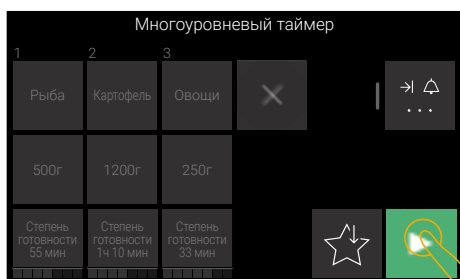 Многоуровневый таймер
1 2 3
Рыба Картофель Овощи
500г 1200г 250г
Степень Степень Степень
готовности готовности готовности
55 мин 1ч 10 мин 33 мин